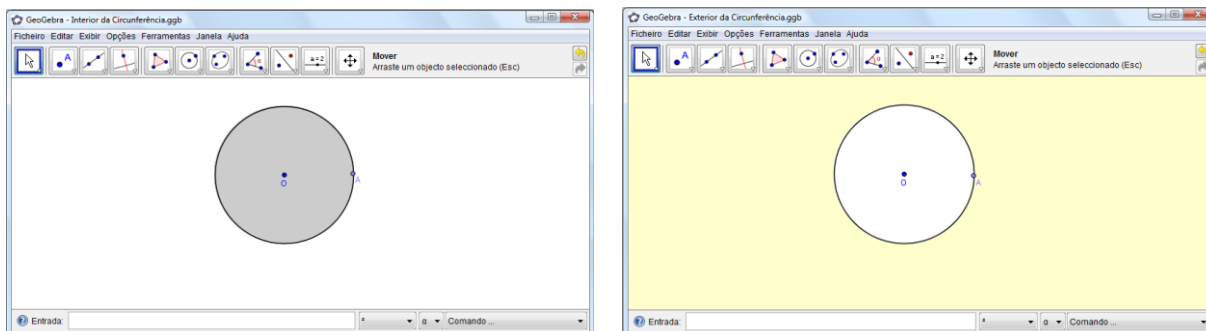 GeoGebra - Interior da Circunferência.ggb
Ficheiro Editar Exibir Opções Ferramentas Janela Ajuda
A
α
a=2
Mover
Arraste um objecto seleccionado (Esc)
O
A
Entrada:
²
α
Comando ...
GeoGebra - Exterior da Circunferência.ggb
Ficheiro Editar Exibir Opções Ferramentas Janela Ajuda
A
α
a=2
Mover
Arraste um objecto seleccionado (Esc)
O
A
Entrada:
²
α
Comando ...